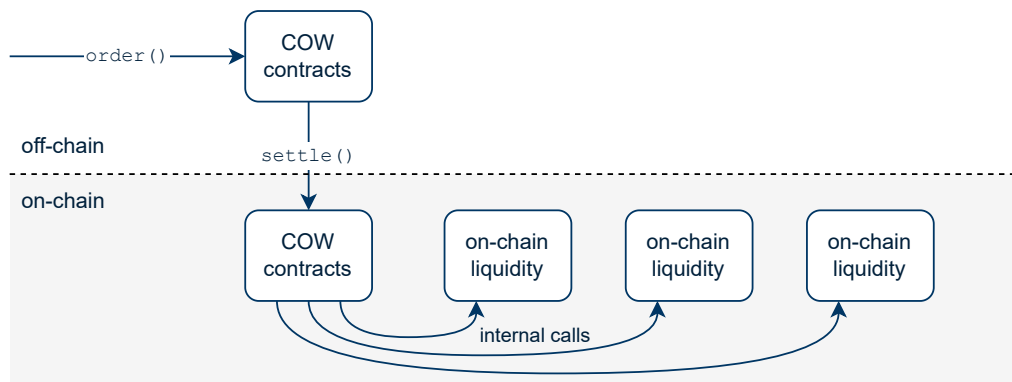 COW
contracts
order()
off-chain
settle()
on-chain
COW
contracts
on-chain
liquidity
on-chain
liquidity
on-chain
liquidity
internal calls